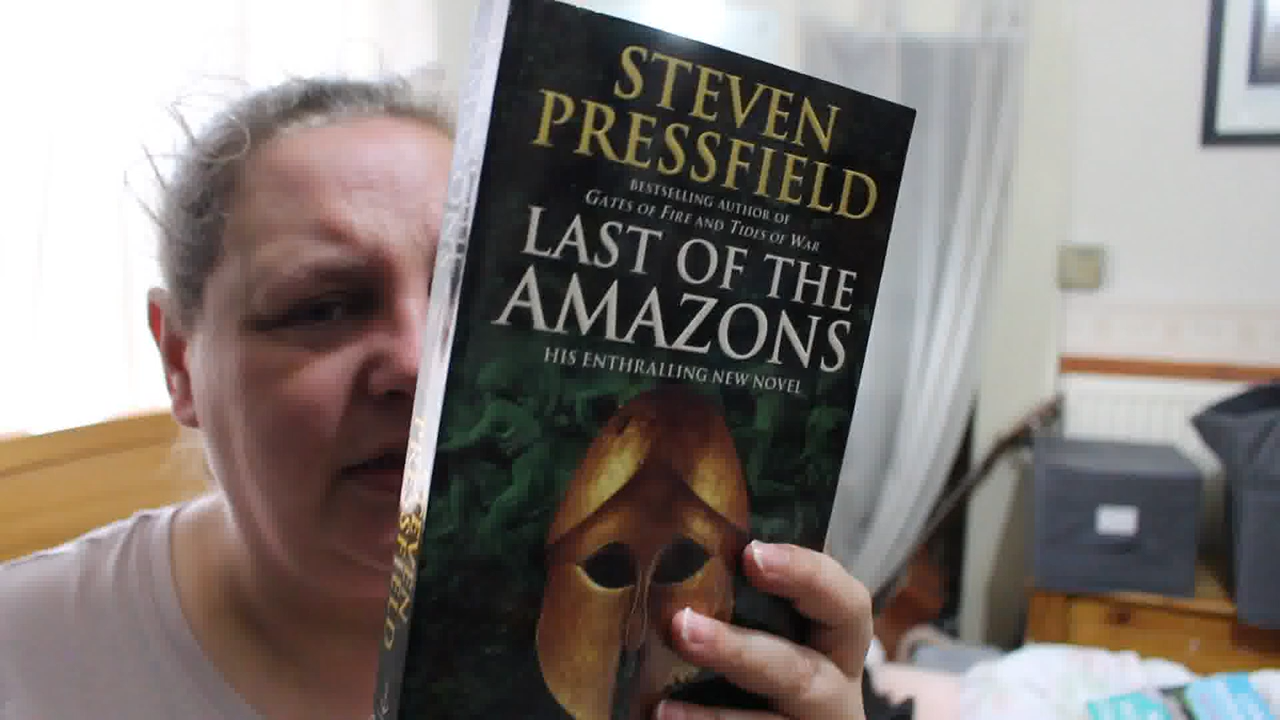 STEVEN
PRESSFIELD
BESTSELLING AUTHOR OF
GATES OF FIRE AND TIDES OF WAR
LAST OF THE
AMAZONS
HIS ENTHRALLING NEW NOVEL